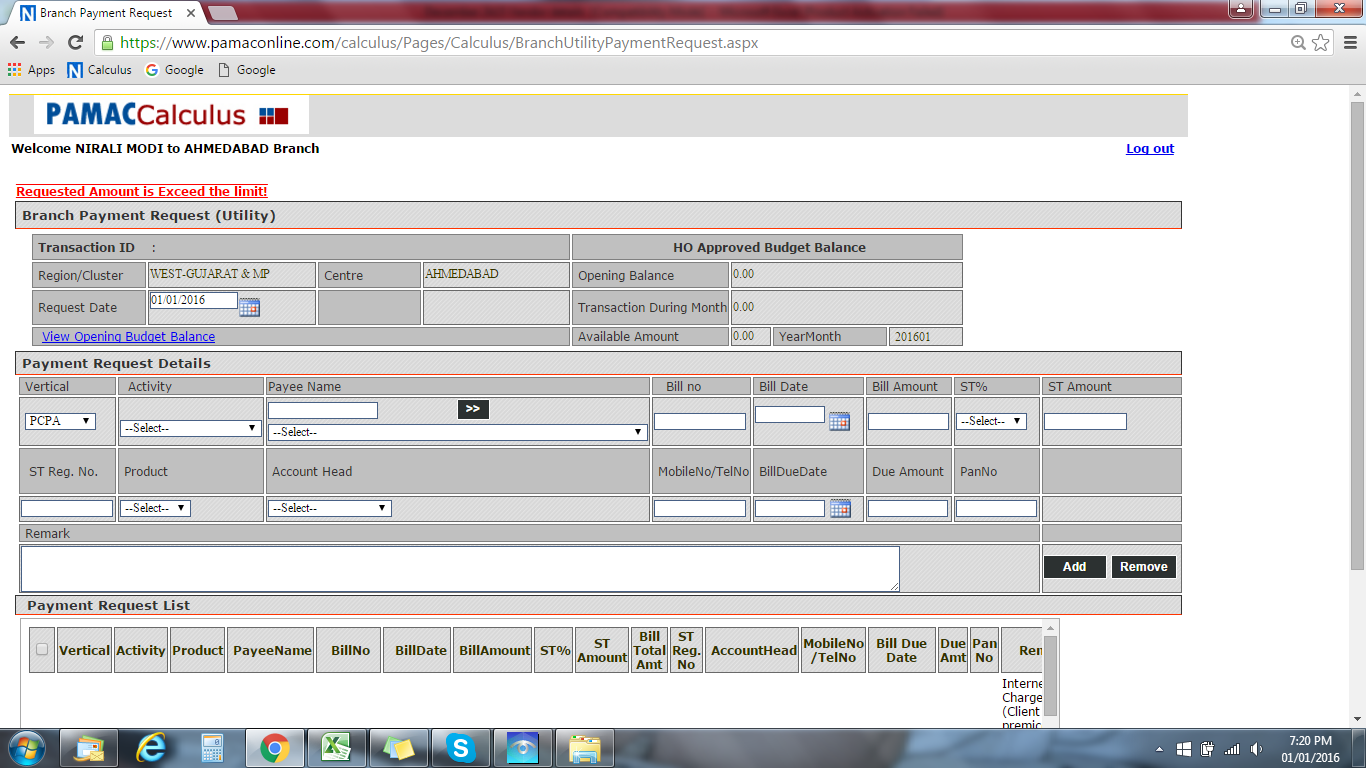 Branch Payment Request
https://www.pamaconline.com/calculus/Pages/Calculus/BranchUtilityPaymentRequest.aspx
Apps Calculus Google Google
PAMACCalculus
Welcome NIRALI MODI to AHMEDABAD Branch Log out
Requested Amount is Exceed the limit!
Branch Payment Request (Utility)
Transaction ID : HO Approved Budget Balance
Region/Cluster WEST-GUJARAT & MP Centre AHMEDABAD Opening Balance 0.00
Request Date 01/01/2016 Transaction During Month 0.00
View Opening Budget Balance Available Amount 0.00 YearMonth 201601
Payment Request Details
Vertical Activity Payee Name Bill no Bill Date Bill Amount ST% ST Amount
>>
PCPA --Select-- --Select-- --Select--
ST Reg. No. Product Account Head MobileNo/TelNo BillDueDate Due Amount PanNo
--Select-- --Select--
Remark
Add Remove
Payment Request List
Vertical Activity Product PayeeName BillNo BillDate BillAmount ST% ST Amount Bill Total Amt ST Reg. No AccountHead MobileNo /TelNo Bill Due Date Due Amt Pan No Ren
Interne
Charge
(Client
premic
7:20 PM
01/01/2016